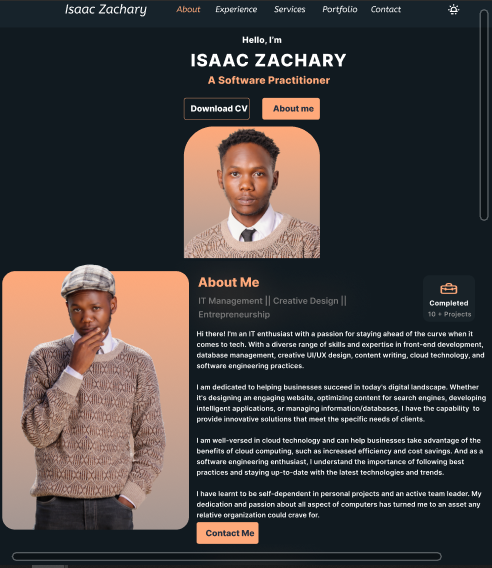 Isaac Zachary
About Experience Services Portfolio Contact
Hello, I'm
ISAAC ZACHARY
A Software Practitioner
Download CV
About me
About Me
IT Management || Creative Design ||
Entrepreneurship
Completed
10 + Projects
Hi there! I'm an IT enthusiast with a passion for staying ahead of the curve when it
comes to tech. With a diverse range of skills and expertise in front-end development,
database management, creative UI/UX design, content writing, cloud technology, and
software engineering practices.
I am dedicated to helping businesses succeed in today's digital landscape. Whether
it's designing an engaging website, optimizing content for search engines, developing
intelligent applications, or managing information/databases, I have the capability to
provide innovative solutions that meet the specific needs of clients.
I am well-versed in cloud technology and can help businesses take advantage of the
benefits of cloud computing, such as increased efficiency and cost savings. And as a
software engineering enthusiast, I understand the importance of following best
practices and staying up-to-date with the latest technologies and trends.
I have learnt to be self-dependent in personal projects and an active team leader. My
dedication and passion about all aspect of computers has turned me to an asset any
relative organization could crave for.
Contact Me